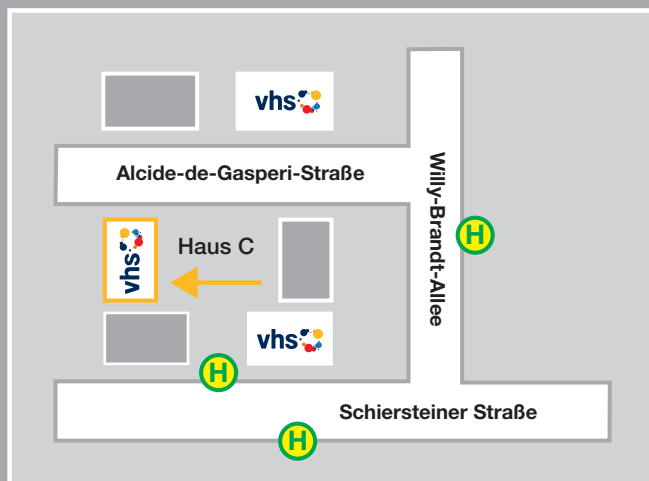 vhs
Alcide-de-Gasperi-Straße
Willy-Brandt-Allee
H
vhs
Haus C
vhs
H
Schiersteiner Straße
H